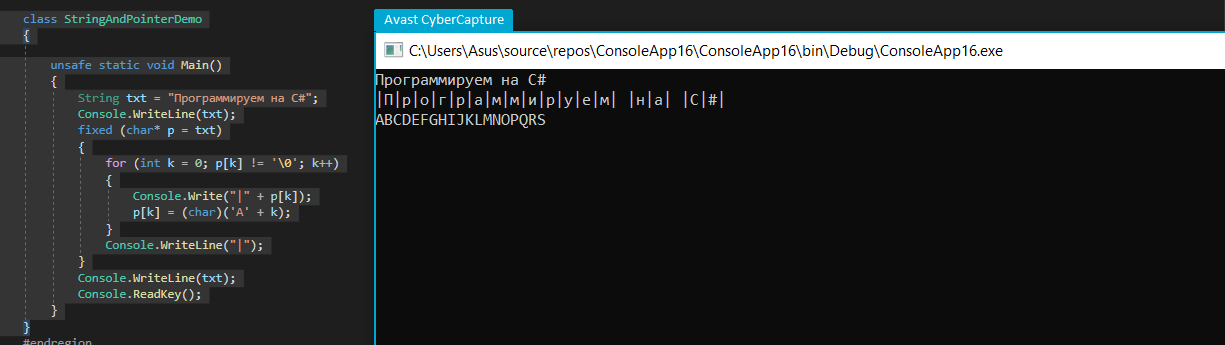 class StringAndPointerDemo
{
unsafe static void Main()
{
String txt = "Программируем на C#";
Console.WriteLine(txt);
fixed (char* p = txt)
{
for (int k = 0; p[k] != '\0'; k++)
{
Console.Write("|" + p[k]);
p[k] = (char)('A' + k);
}
Console.WriteLine("|");
}
Console.WriteLine(txt);
Console.ReadKey();
}
}
#endregion
Avast CyberCapture
C:\Users\Asus\source\repos\ConsoleApp16\ConsoleApp16\bin\Debug\ConsoleApp16.exe
Программируем на C#
|П|р|о|г|р|а|м|м|и|р|у|е|м| |н|а| |C|#|
ABCDEFGHIJKLMNOPQRS